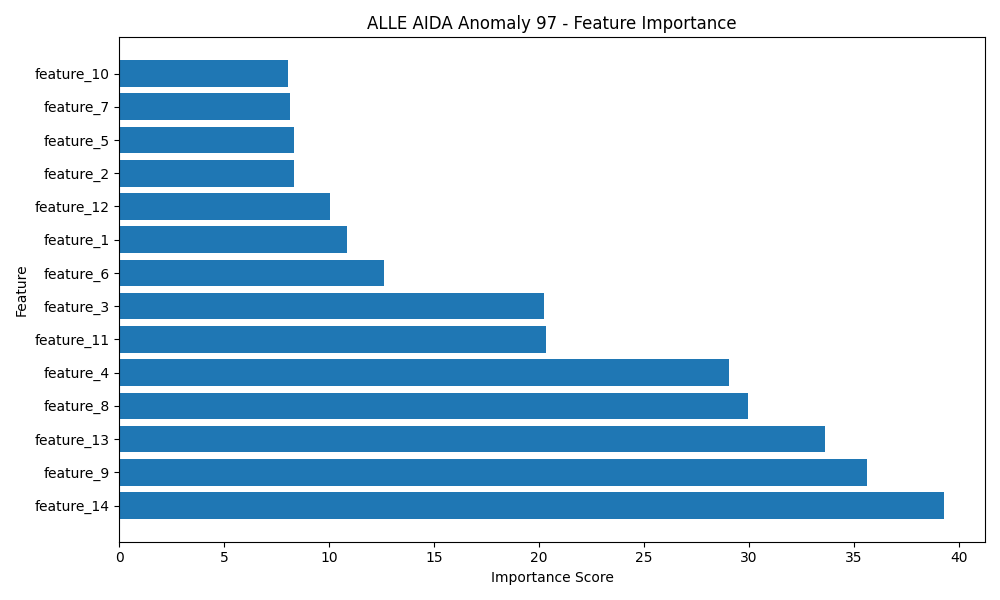 ALLE AIDA Anomaly 97 - Feature Importance
feature_10
feature_7
feature_5
feature_2
feature_12
feature_1
feature_6
feature_3
feature_11
feature_4
feature_8
feature_13
feature_9
feature_14
Feature
0 5 10 15 20 25 30 35 40
Importance Score